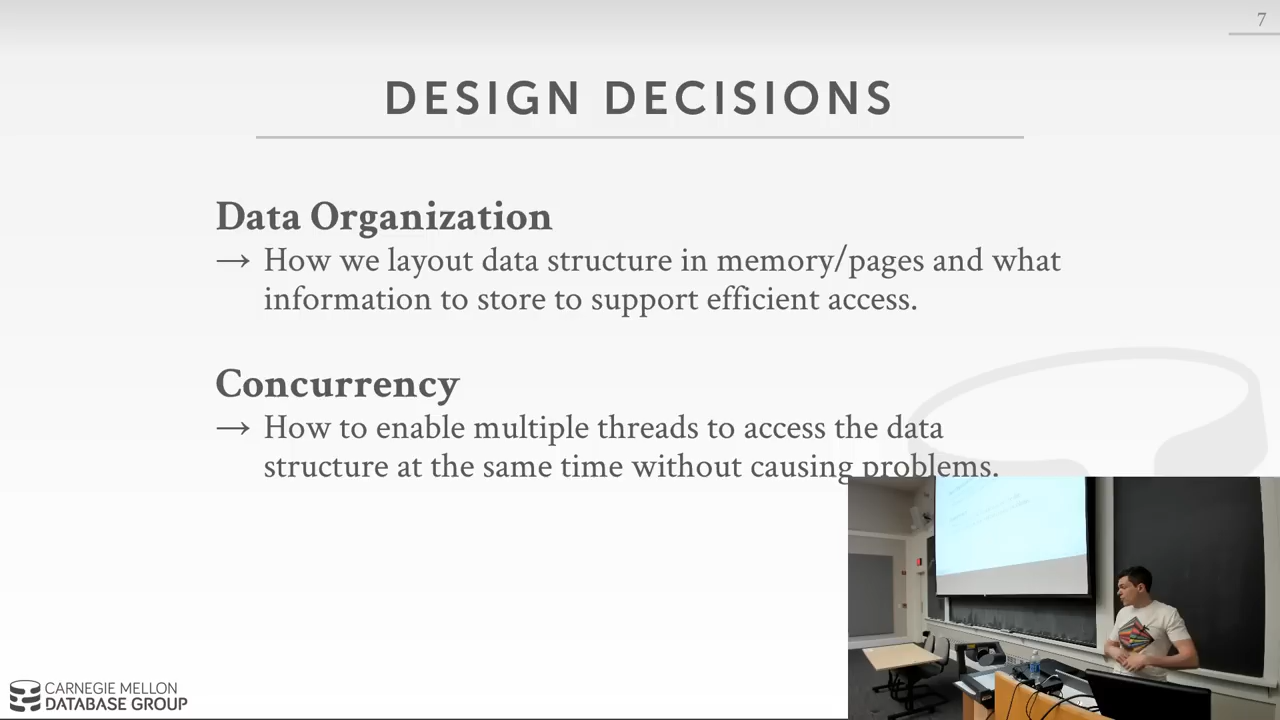 7
DESIGN DECISIONS
Data Organization
→ How we layout data structure in memory/pages and what
information to store to support efficient access.
Concurrency
→ How to enable multiple threads to access the data
structure at the same time without causing problems.
CARNEGIE MELLON
DATABASE GROUP